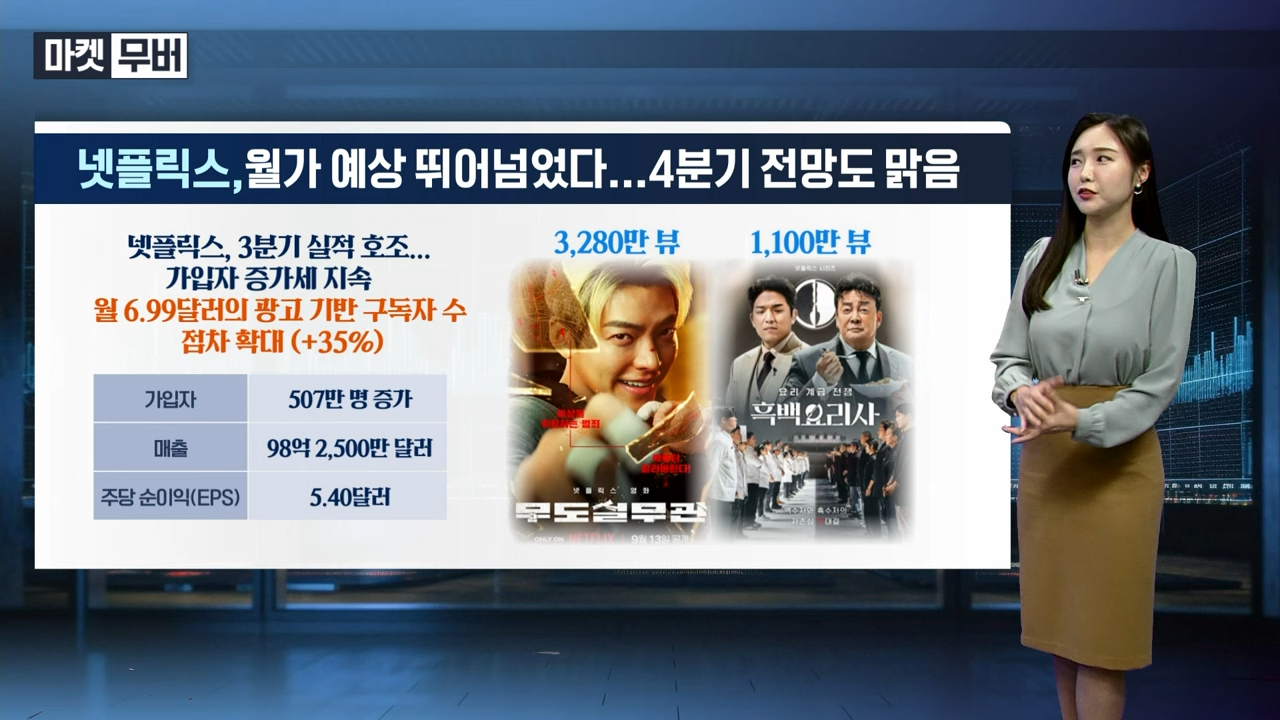 마켓 무버
넷플릭스, 월가 예상 뛰어넘었다...4분기 전망도 맑음
넷플릭스, 3분기 실적 호조...
가입자 증가세 지속
월 6.99달러의 광고 기반 구독자 수
점차 확대 (+35%)
가입자 507만 명 증가
매출 98억 2,500만 달러
주당 순이익(EPS) 5.40달러
3,280만 뷰
넷플릭스 영화
무도실무관
ONLY ON NETFLIX 9월 13일 공개
1,100만 뷰
넷플릭스 시리즈
요리 계급 전쟁
흑백요리사